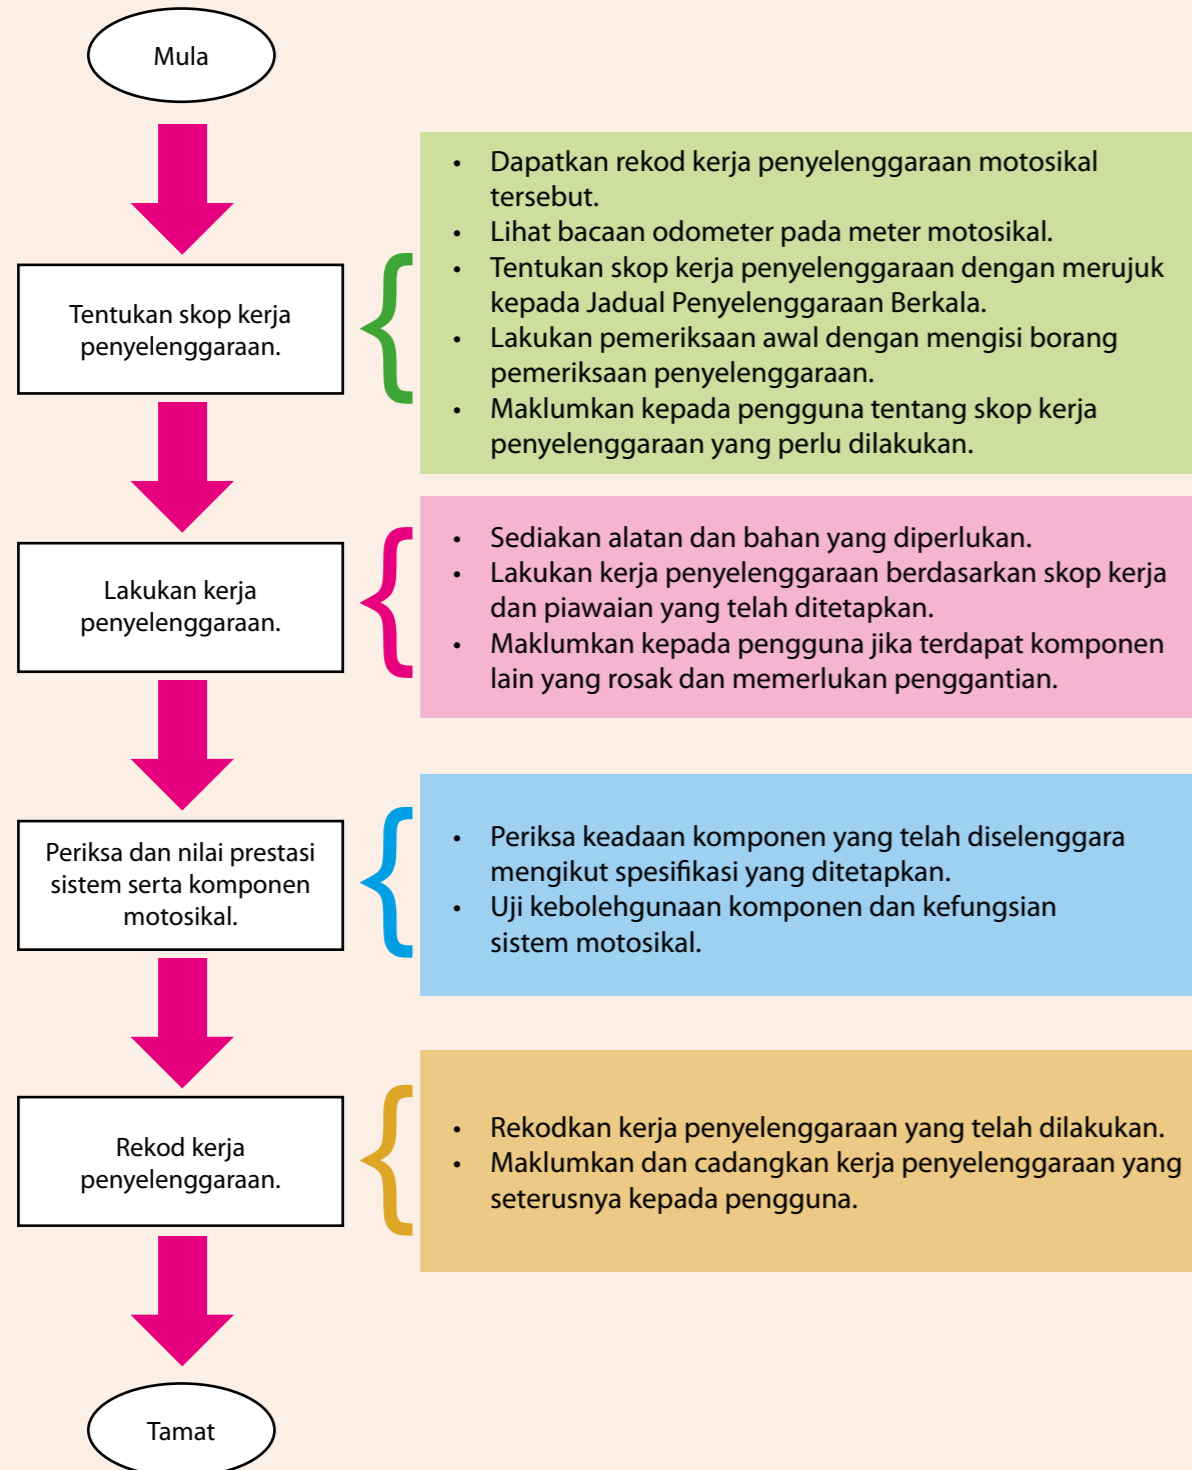 Mula
Tentukan skop kerja
penyelenggaraan.
• Dapatkan rekod kerja penyelenggaraan motosikal
tersebut.
• Lihat bacaan odometer pada meter motosikal.
• Tentukan skop kerja penyelenggaraan dengan merujuk
kepada Jadual Penyelenggaraan Berkala.
• Lakukan pemeriksaan awal dengan mengisi borang
pemeriksaan penyelenggaraan.
• Maklumkan kepada pengguna tentang skop kerja
penyelenggaraan yang perlu dilakukan.
Lakukan kerja
penyelenggaraan.
• Sediakan alatan dan bahan yang diperlukan.
• Lakukan kerja penyelenggaraan berdasarkan skop kerja
dan piawaian yang telah ditetapkan.
• Maklumkan kepada pengguna jika terdapat komponen
lain yang rosak dan memerlukan penggantian.
Periksa dan nilai prestasi
sistem serta komponen
motosikal.
• Periksa keadaan komponen yang telah diselenggara
mengikut spesifikasi yang ditetapkan.
• Uji kebolehgunaan komponen dan kefungsian
sistem motosikal.
Rekod kerja
penyelenggaraan.
• Rekodkan kerja penyelenggaraan yang telah dilakukan.
• Maklumkan dan cadangkan kerja penyelenggaraan yang
seterusnya kepada pengguna.
Tamat